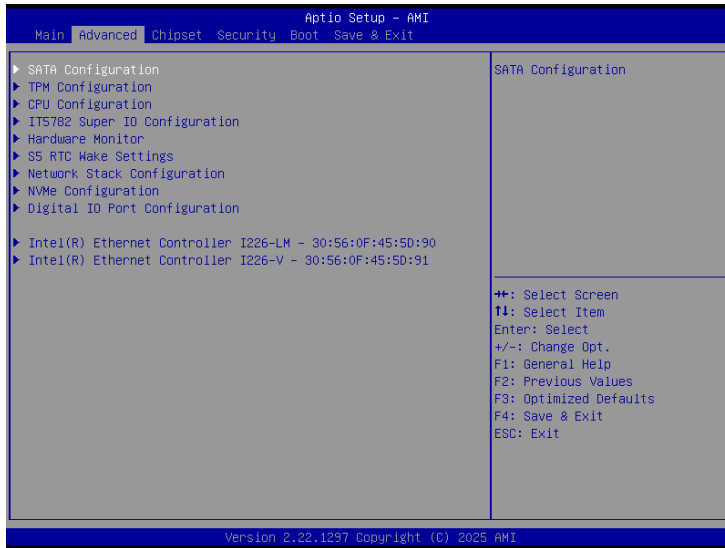 Aptio Setup – AMI
Main Advanced Chipset Security Boot Save & Exit
▶ SATA Configuration
▶ TPM Configuration
▶ CPU Configuration
▶ IT5782 Super IO Configuration
▶ Hardware Monitor
▶ S5 RTC Wake Settings
▶ Network Stack Configuration
▶ NVMe Configuration
▶ Digital IO Port Configuration
▶ Intel(R) Ethernet Controller I226-LM – 30:56:0F:45:5D:90
▶ Intel(R) Ethernet Controller I226-V – 30:56:0F:45:5D:91
SATA Configuration
→←: Select Screen
↑↓: Select Item
Enter: Select
+/-: Change Opt.
F1: General Help
F2: Previous Values
F3: Optimized Defaults
F4: Save & Exit
ESC: Exit
Version 2.22.1297 Copyright (C) 2025 AMI